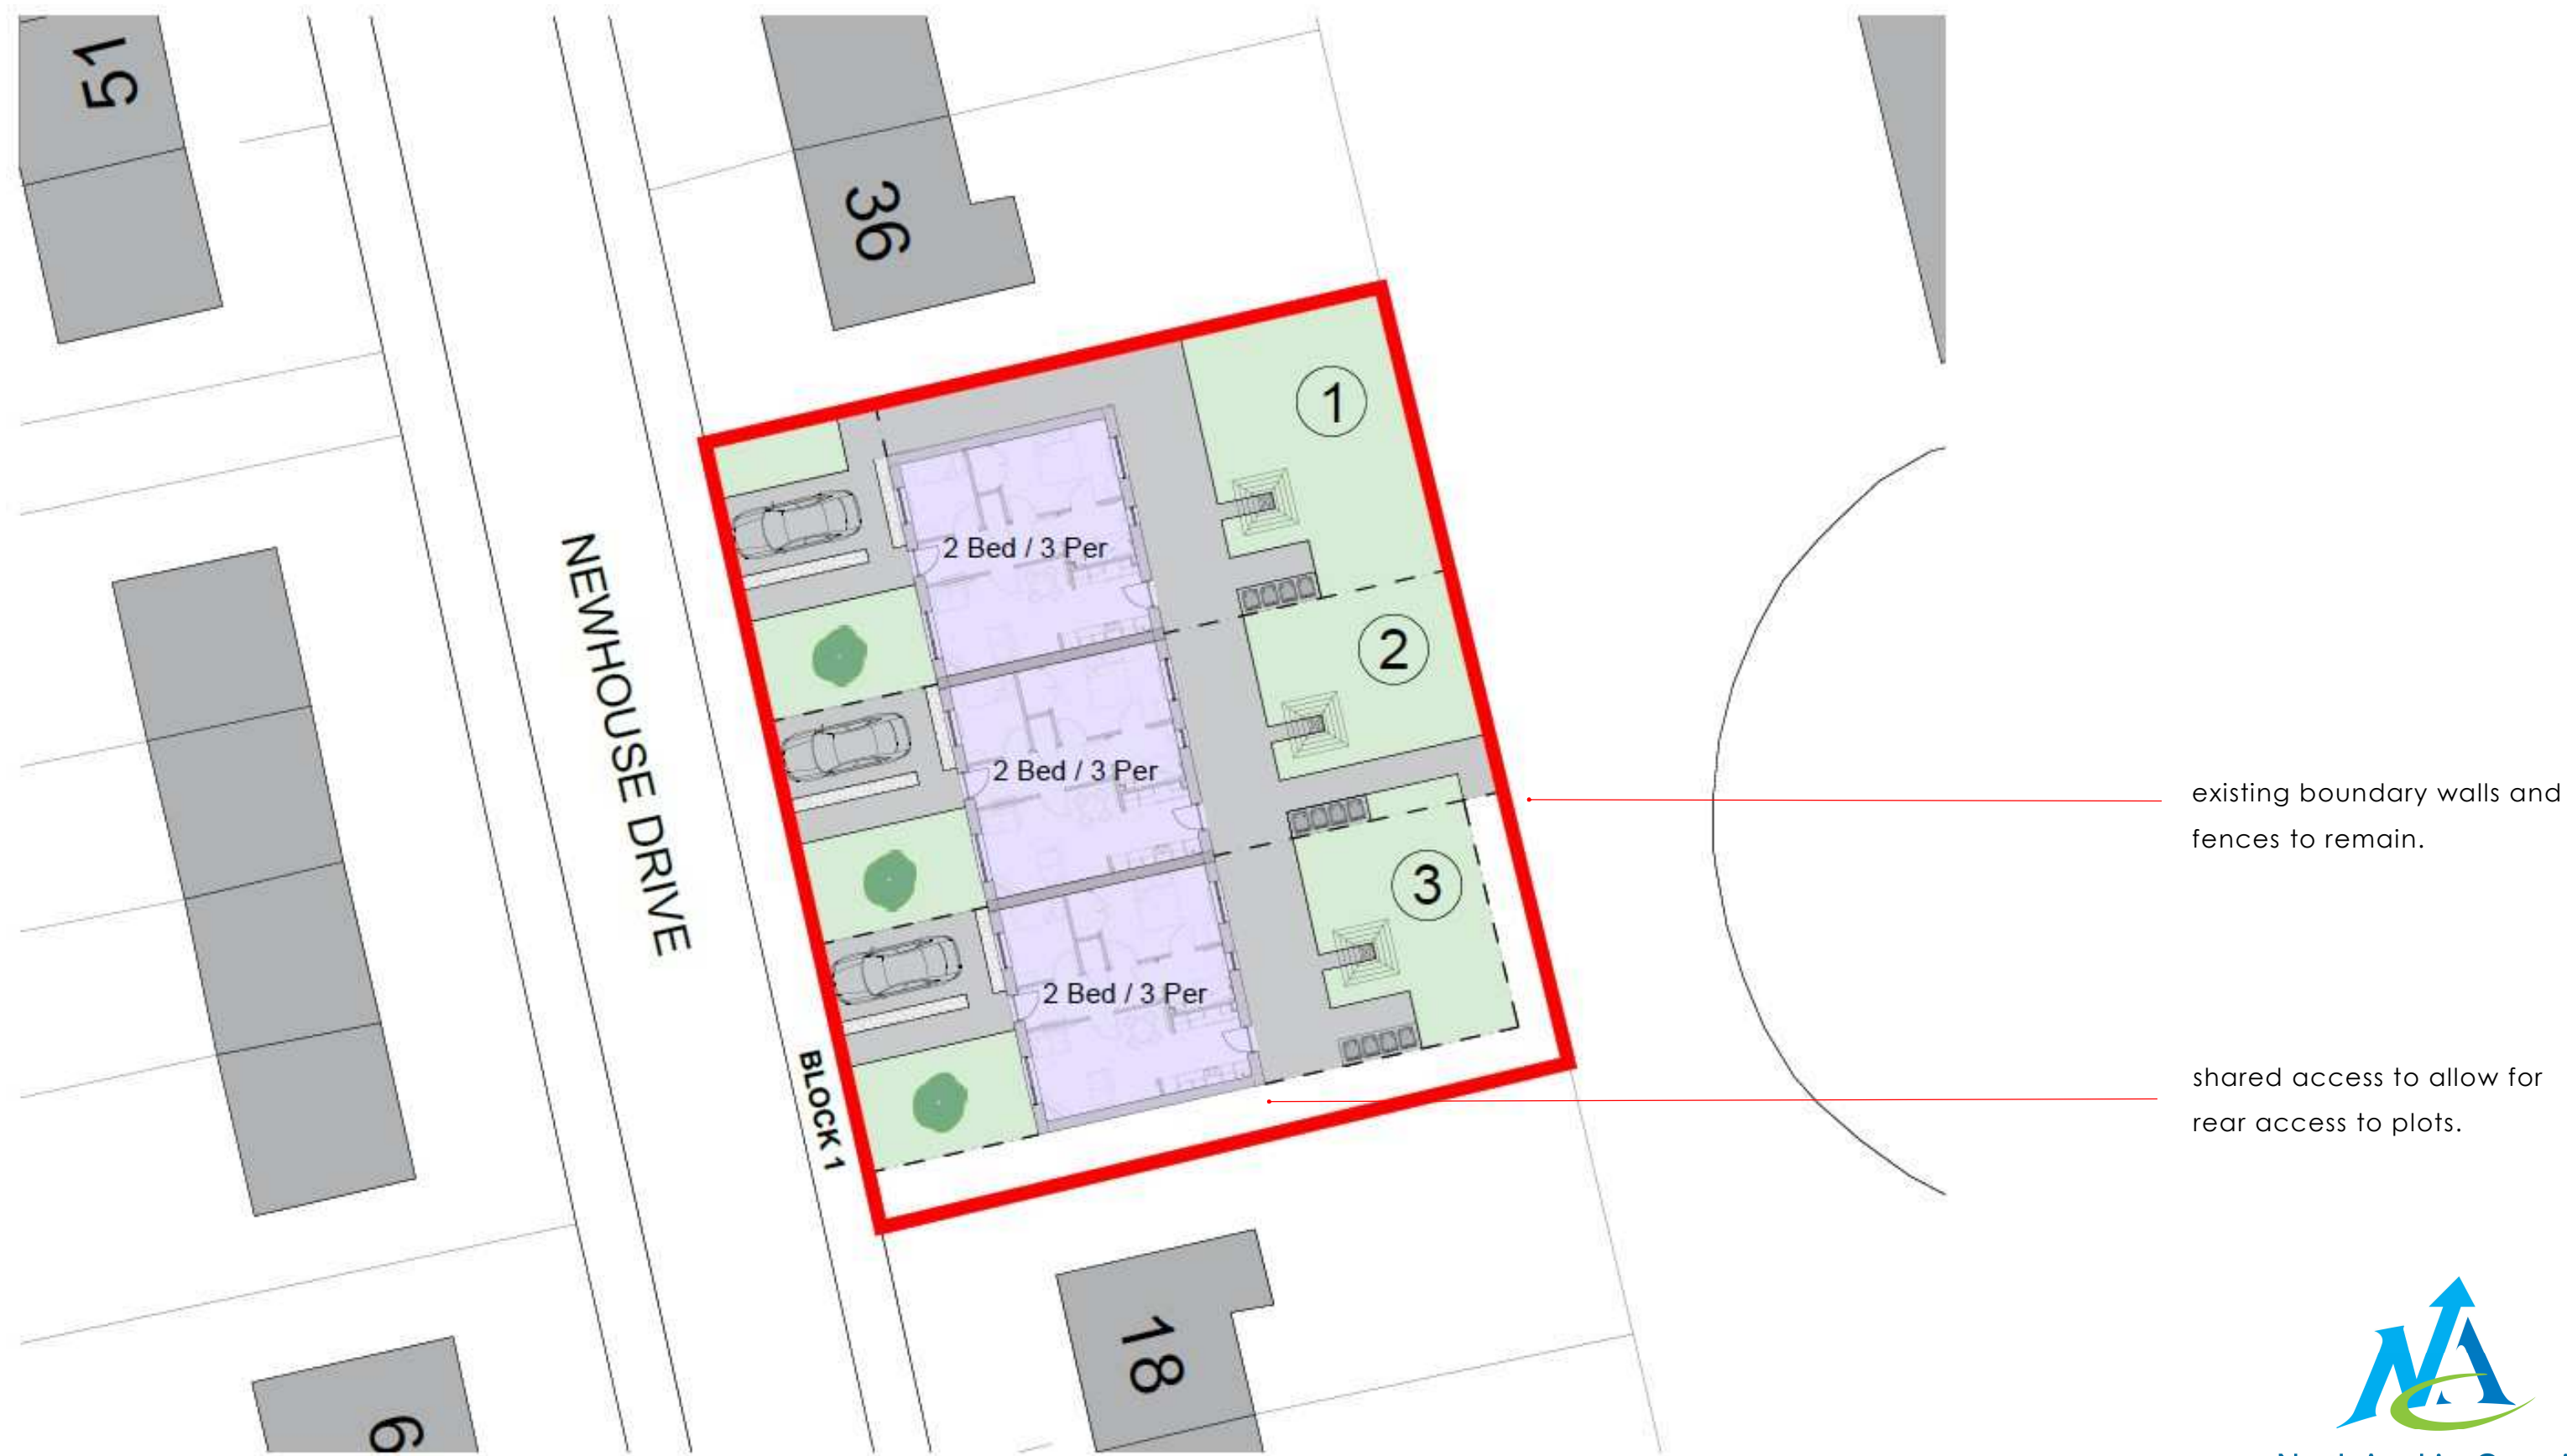 51
36
1
2 Bed / 3 Per
NEWHOUSE DRIVE
2
2 Bed / 3 Per
existing boundary walls and
fences to remain.
3
2 Bed / 3 Per
BLOCK 1
shared access to allow for
rear access to plots.
18
NA